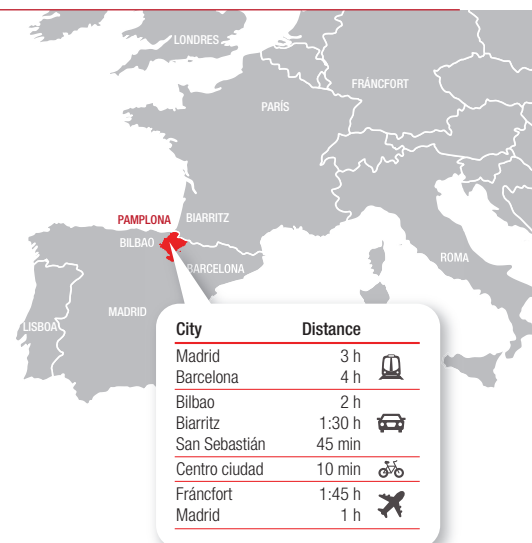 LONDRES
FRÁNCFORT
PARÍS
PAMPLONA
BIARRITZ
BILBAO
ROMA
BARCELONA
MADRID
LISBOA
City Distance
Madrid 3 h
Barcelona 4 h
Bilbao 2 h
Biarritz 1:30 h
San Sebastián 45 min
Centro ciudad 10 min
Fráncfort 1:45 h
Madrid 1 h